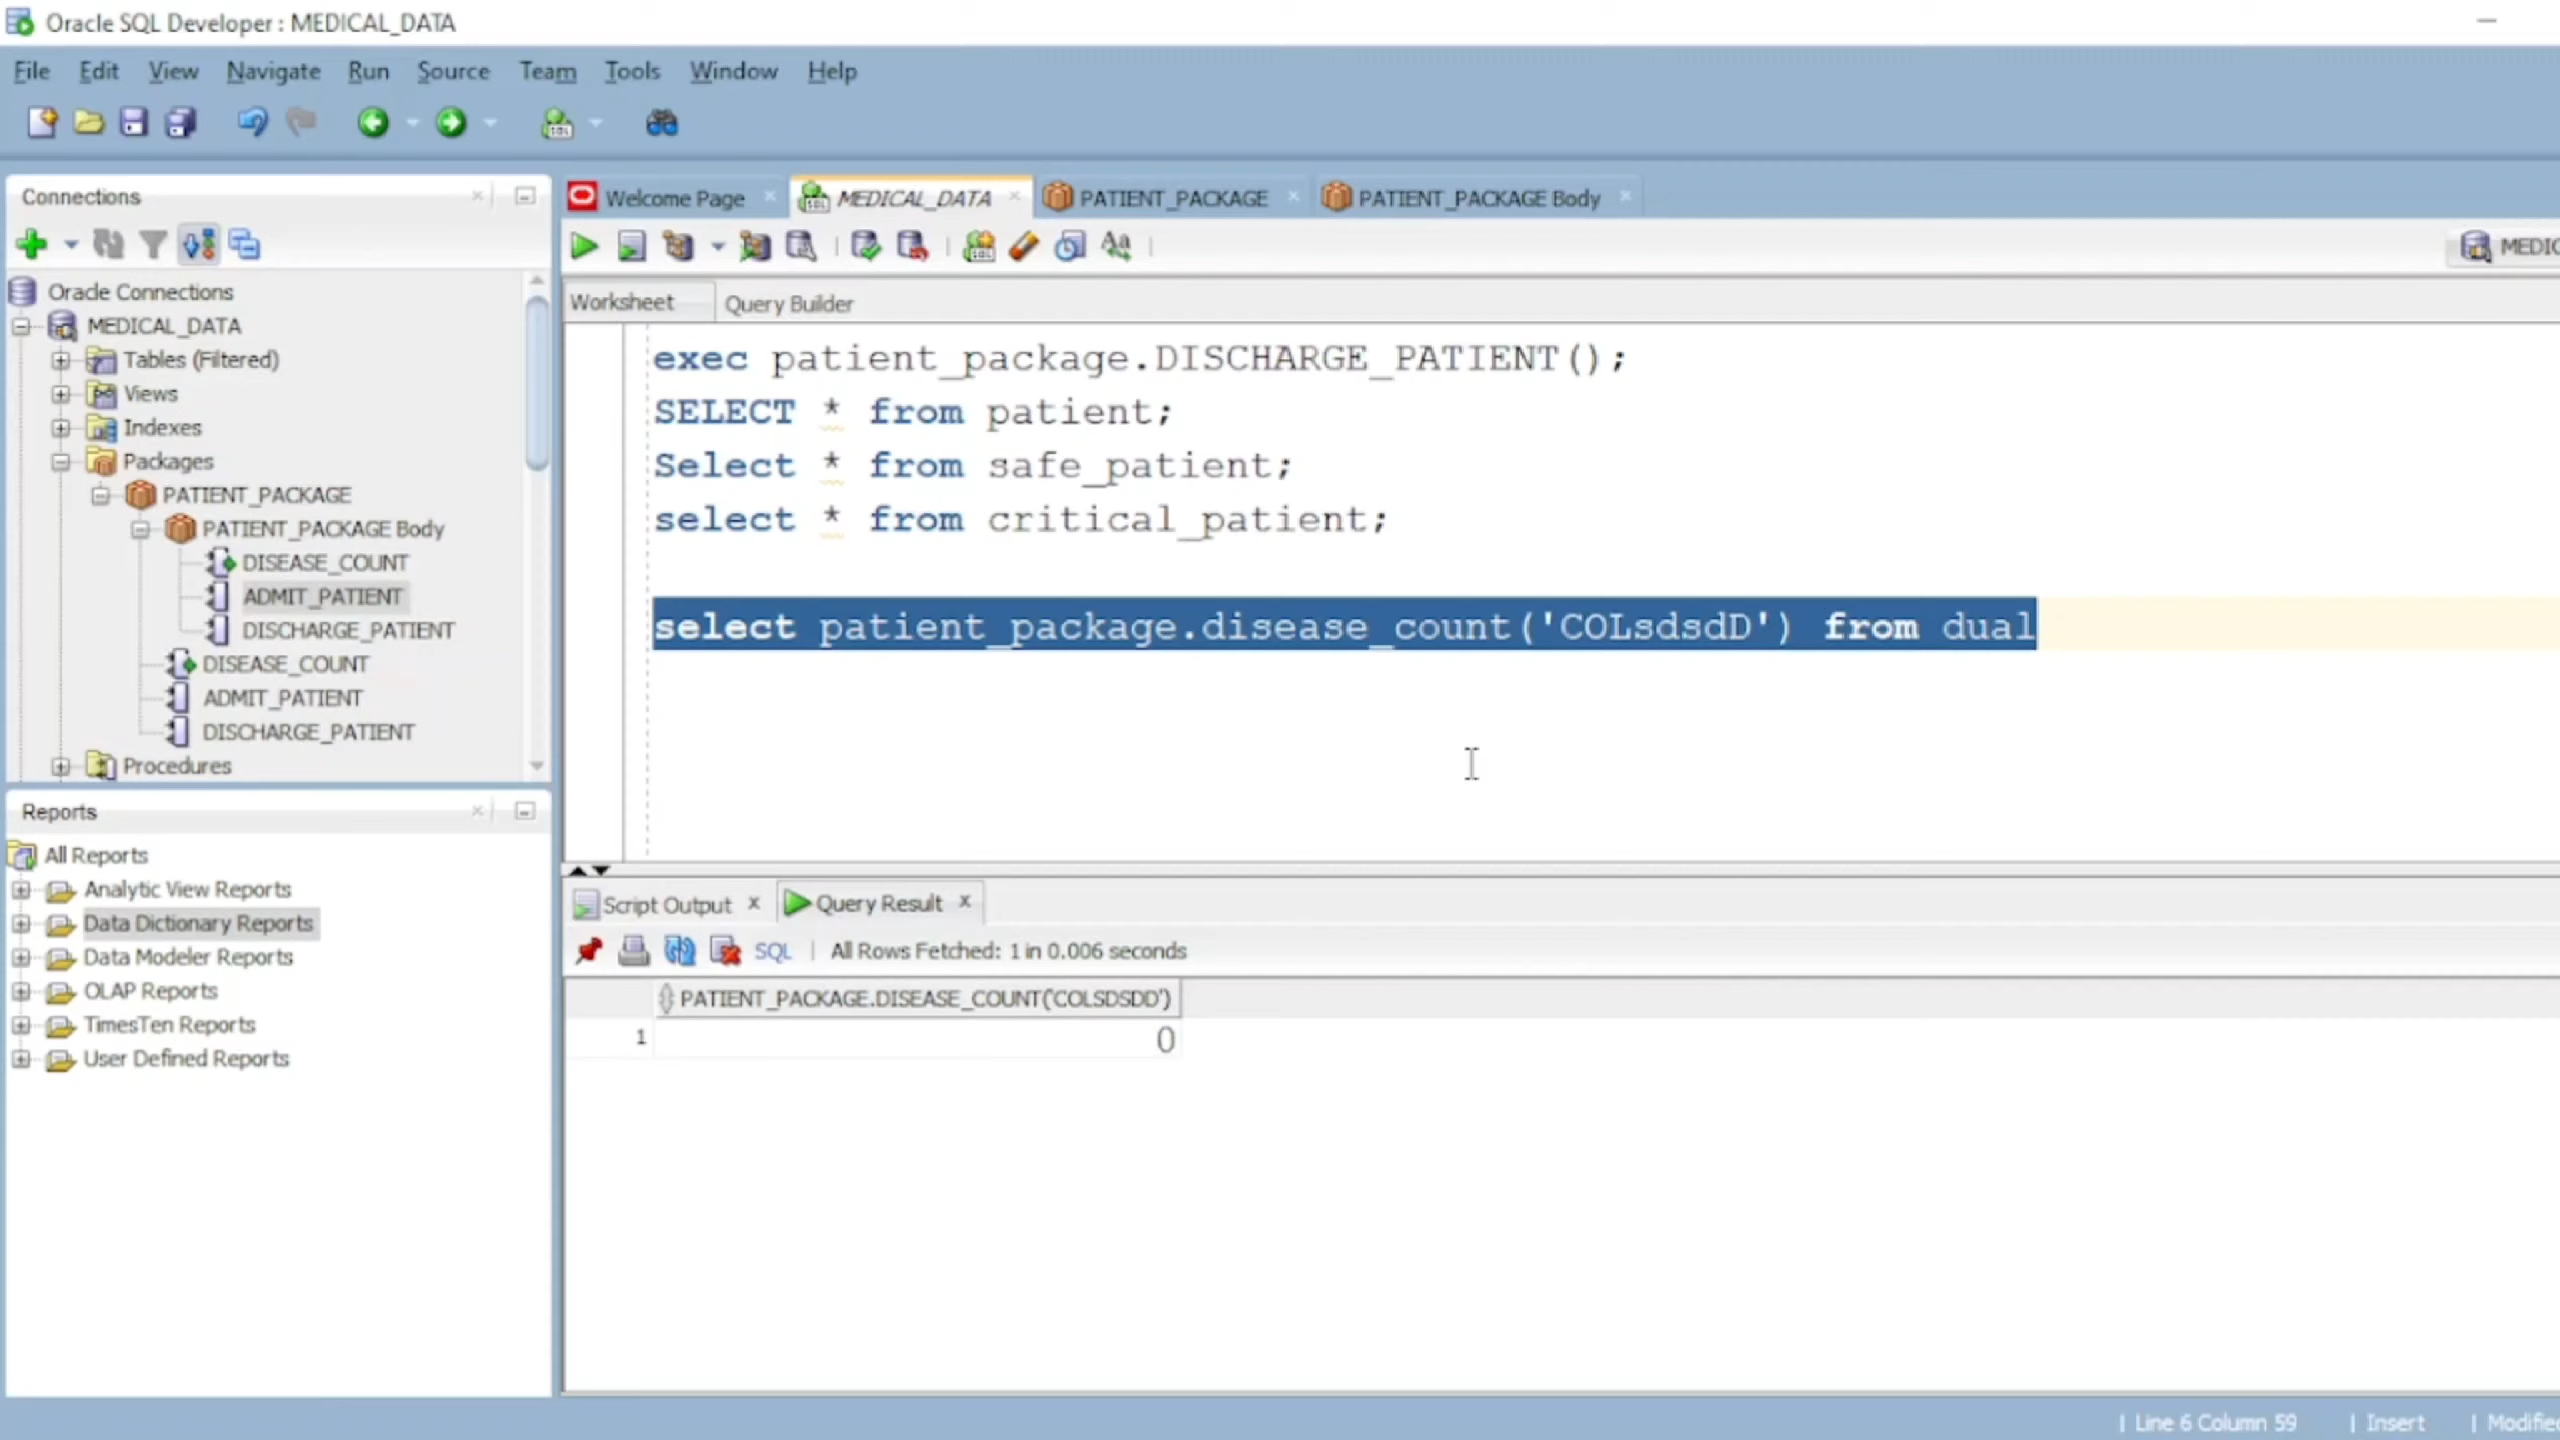 Oracle SQL Developer : MEDICAL_DATA
File Edit View Navigate Run Source Team Tools Window Help
Connections
Oracle Connections
MEDICAL_DATA
Tables (Filtered)
Views
Indexes
Packages
PATIENT_PACKAGE
PATIENT_PACKAGE Body
DISEASE_COUNT
ADMIT_PATIENT
DISCHARGE_PATIENT
DISEASE_COUNT
ADMIT_PATIENT
DISCHARGE_PATIENT
Procedures
Reports
All Reports
Analytic View Reports
Data Dictionary Reports
Data Modeler Reports
OLAP Reports
TimesTen Reports
User Defined Reports
Welcome Page MEDICAL_DATA PATIENT_PACKAGE PATIENT_PACKAGE Body
MEDIC
Worksheet Query Builder
exec patient_package.DISCHARGE_PATIENT();
SELECT * from patient;
Select * from safe_patient;
select * from critical_patient;
select patient_package.disease_count('COLsdsdD') from dual
Script Output x Query Result x
SQL | All Rows Fetched: 1 in 0.006 seconds
PATIENT_PACKAGE.DISEASE_COUNT('COLSDSDD')
1 0
| Line 6 Column 59 | Insert | Modified